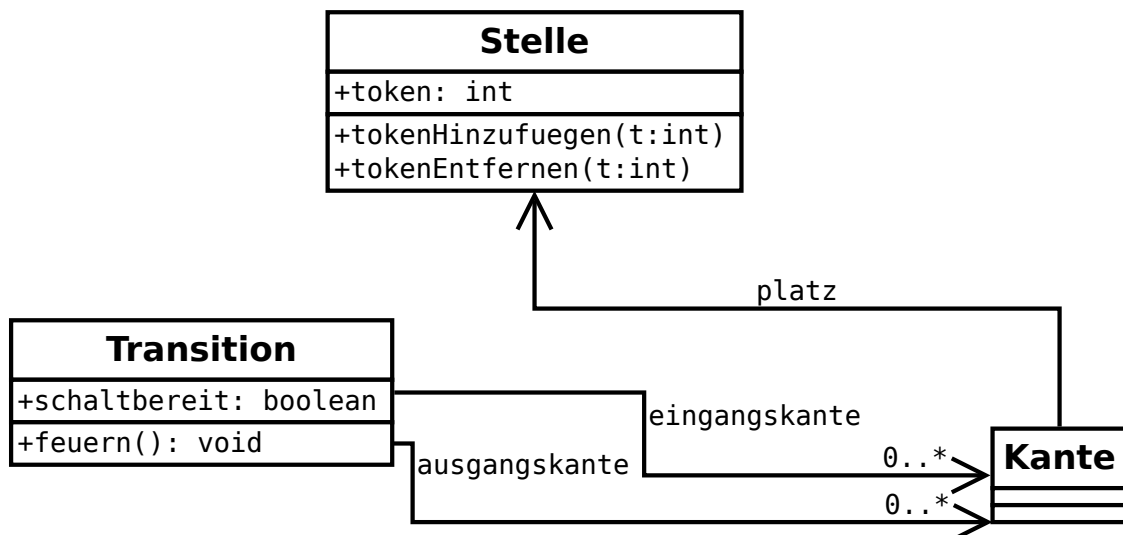 Stelle
+token: int
+tokenHinzufuegen(t:int)
+tokenEntfernen(t:int)
platz
Transition
+schaltbereit: boolean
+feuern(): void
eingangskante
ausgangskante
0..*
0..*
Kante